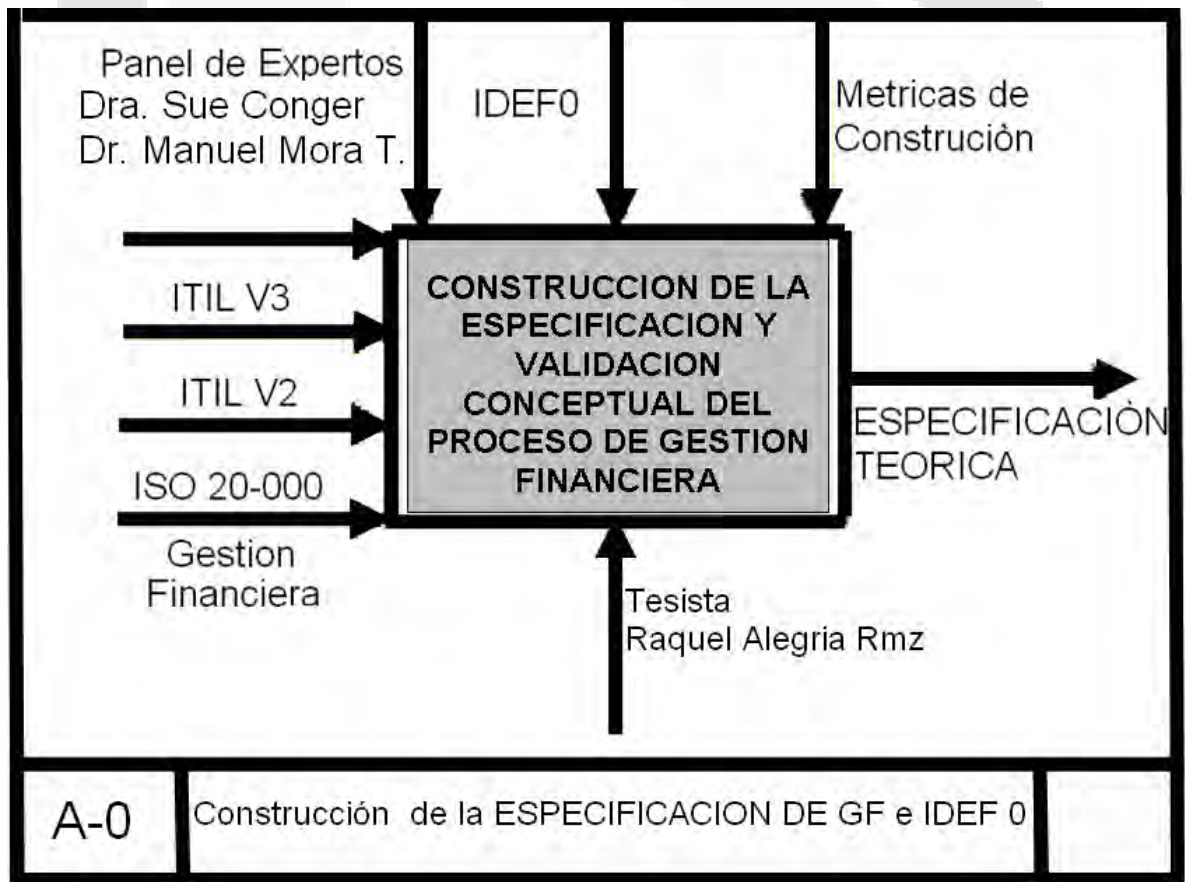 Panel de Expertos
Dra. Sue Conger
Dr. Manuel Mora T.
IDEF0
Metricas de
Construciòn
ITIL V3
ITIL V2
ISO 20-000
Gestion
Financiera
CONSTRUCCION DE LA
ESPECIFICACION Y
VALIDACION
CONCEPTUAL DEL
PROCESO DE GESTION
FINANCIERA
ESPECIFICACIÒN
TEORICA
Tesista
Raquel Alegria Rmz
A-0
Construcción de la ESPECIFICACION DE GF e IDEF 0